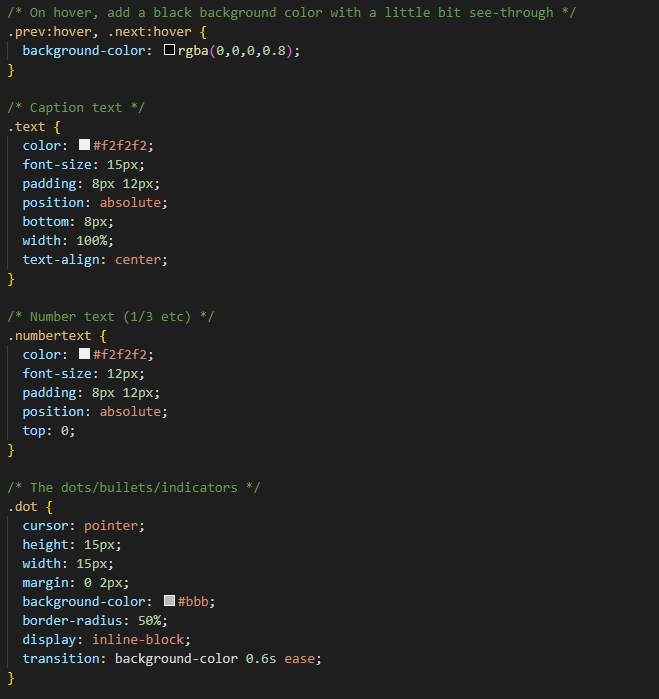 /* On hover, add a black background color with a little bit see-through */
.prev:hover, .next:hover {
  background-color: rgba(0,0,0,0.8);
}

/* Caption text */
.text {
  color: #f2f2f2;
  font-size: 15px;
  padding: 8px 12px;
  position: absolute;
  bottom: 8px;
  width: 100%;
  text-align: center;
}

/* Number text (1/3 etc) */
.numbertext {
  color: #f2f2f2;
  font-size: 12px;
  padding: 8px 12px;
  position: absolute;
  top: 0;
}

/* The dots/bullets/indicators */
.dot {
  cursor: pointer;
  height: 15px;
  width: 15px;
  margin: 0 2px;
  background-color: #bbb;
  border-radius: 50%;
  display: inline-block;
  transition: background-color 0.6s ease;
}